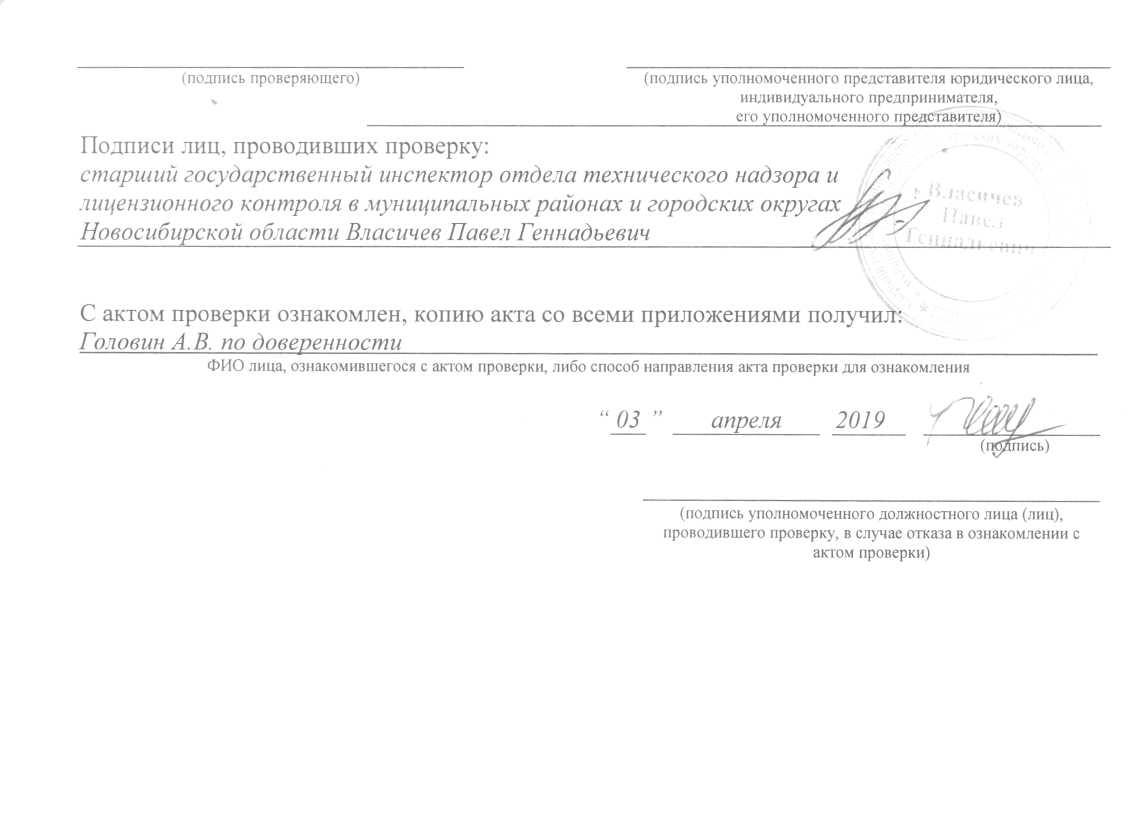 (подпись проверяющего)
(подпись уполномоченного представителя юридического лица,
индивидуального предпринимателя,
его уполномоченного представителя)
Подписи лиц, проводивших проверку:
старший государственный инспектор отдела технического надзора и
лицензионного контроля в муниципальных районах и городских округах
Новосибирской области Власичев Павел Геннадьевич
Власичев
Павел
Геннадьевич
С актом проверки ознакомлен, копию акта со всеми приложениями получил:
Головин А.В. по доверенности
ФИО лица, ознакомившегося с актом проверки, либо способ направления акта проверки для ознакомления
“ 03 ” апреля 2019
(подпись)
(подпись уполномоченного должностного лица (лиц),
проводившего проверку, в случае отказа в ознакомлении с
актом проверки)